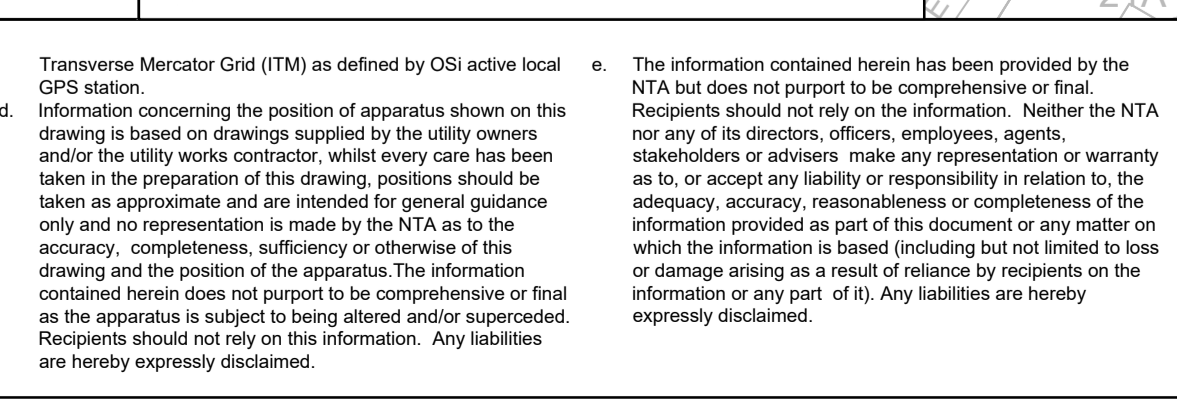 Transverse Mercator Grid (ITM) as defined by OSi active local
GPS station.
d. Information concerning the position of apparatus shown on this
drawing is based on drawings supplied by the utility owners
and/or the utility works contractor, whilst every care has been
taken in the preparation of this drawing, positions should be
taken as approximate and are intended for general guidance
only and no representation is made by the NTA as to the
accuracy,  completeness, sufficiency or otherwise of this
drawing and the position of the apparatus.The information
contained herein does not purport to be comprehensive or final
as the apparatus is subject to being altered and/or superceded.
Recipients should not rely on this information.  Any liabilities
are hereby expressly disclaimed.
e. The information contained herein has been provided by the
NTA but does not purport to be comprehensive or final.
Recipients should not rely on the information.  Neither the NTA
nor any of its directors, officers, employees, agents,
stakeholders or advisers  make any representation or warranty
as to, or accept any liability or responsibility in relation to, the
adequacy, accuracy, reasonableness or completeness of the
information provided as part of this document or any matter on
which the information is based (including but not limited to loss
or damage arising as a result of reliance by recipients on the
information or any part  of it). Any liabilities are hereby
expressly disclaimed.